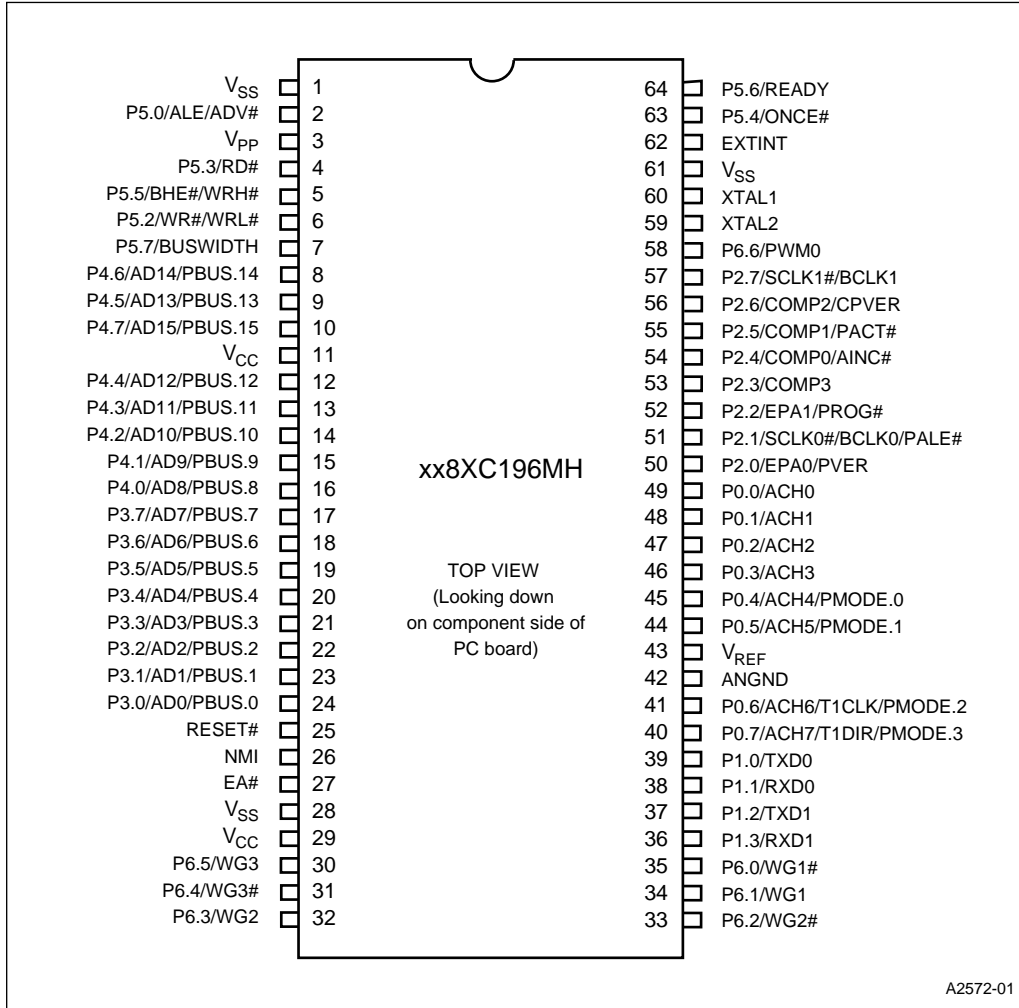 VSS 1
P5.0/ALE/ADV# 2
VPP 3
P5.3/RD# 4
P5.5/BHE#/WRH# 5
P5.2/WR#/WRL# 6
P5.7/BUSWIDTH 7
P4.6/AD14/PBUS.14 8
P4.5/AD13/PBUS.13 9
P4.7/AD15/PBUS.15 10
VCC 11
P4.4/AD12/PBUS.12 12
P4.3/AD11/PBUS.11 13
P4.2/AD10/PBUS.10 14
P4.1/AD9/PBUS.9 15
P4.0/AD8/PBUS.8 16
P3.7/AD7/PBUS.7 17
P3.6/AD6/PBUS.6 18
P3.5/AD5/PBUS.5 19
P3.4/AD4/PBUS.4 20
P3.3/AD3/PBUS.3 21
P3.2/AD2/PBUS.2 22
P3.1/AD1/PBUS.1 23
P3.0/AD0/PBUS.0 24
RESET# 25
NMI 26
EA# 27
VSS 28
VCC 29
P6.5/WG3 30
P6.4/WG3# 31
P6.3/WG2 32
xx8XC196MH
TOP VIEW
(Looking down
on component side of
PC board)
64 P5.6/READY
63 P5.4/ONCE#
62 EXTINT
61 VSS
60 XTAL1
59 XTAL2
58 P6.6/PWM0
57 P2.7/SCLK1#/BCLK1
56 P2.6/COMP2/CPVER
55 P2.5/COMP1/PACT#
54 P2.4/COMP0/AINC#
53 P2.3/COMP3
52 P2.2/EPA1/PROG#
51 P2.1/SCLK0#/BCLK0/PALE#
50 P2.0/EPA0/PVER
49 P0.0/ACH0
48 P0.1/ACH1
47 P0.2/ACH2
46 P0.3/ACH3
45 P0.4/ACH4/PMODE.0
44 P0.5/ACH5/PMODE.1
43 VREF
42 ANGND
41 P0.6/ACH6/T1CLK/PMODE.2
40 P0.7/ACH7/T1DIR/PMODE.3
39 P1.0/TXD0
38 P1.1/RXD0
37 P1.2/TXD1
36 P1.3/RXD1
35 P6.0/WG1#
34 P6.1/WG1
33 P6.2/WG2#
A2572-01